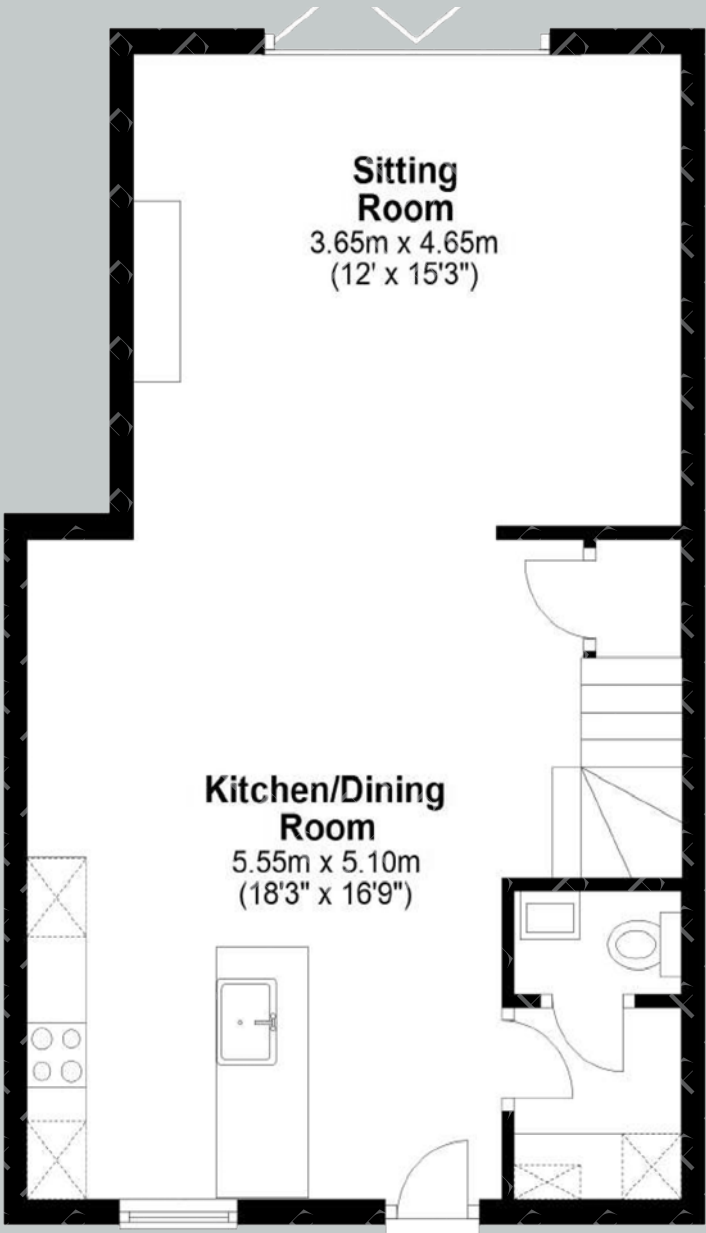 Sitting
Room
3.65m x 4.65m
(12' x 15'3")
Kitchen/Dining
Room
5.55m x 5.10m
(18'3" x 16'9")